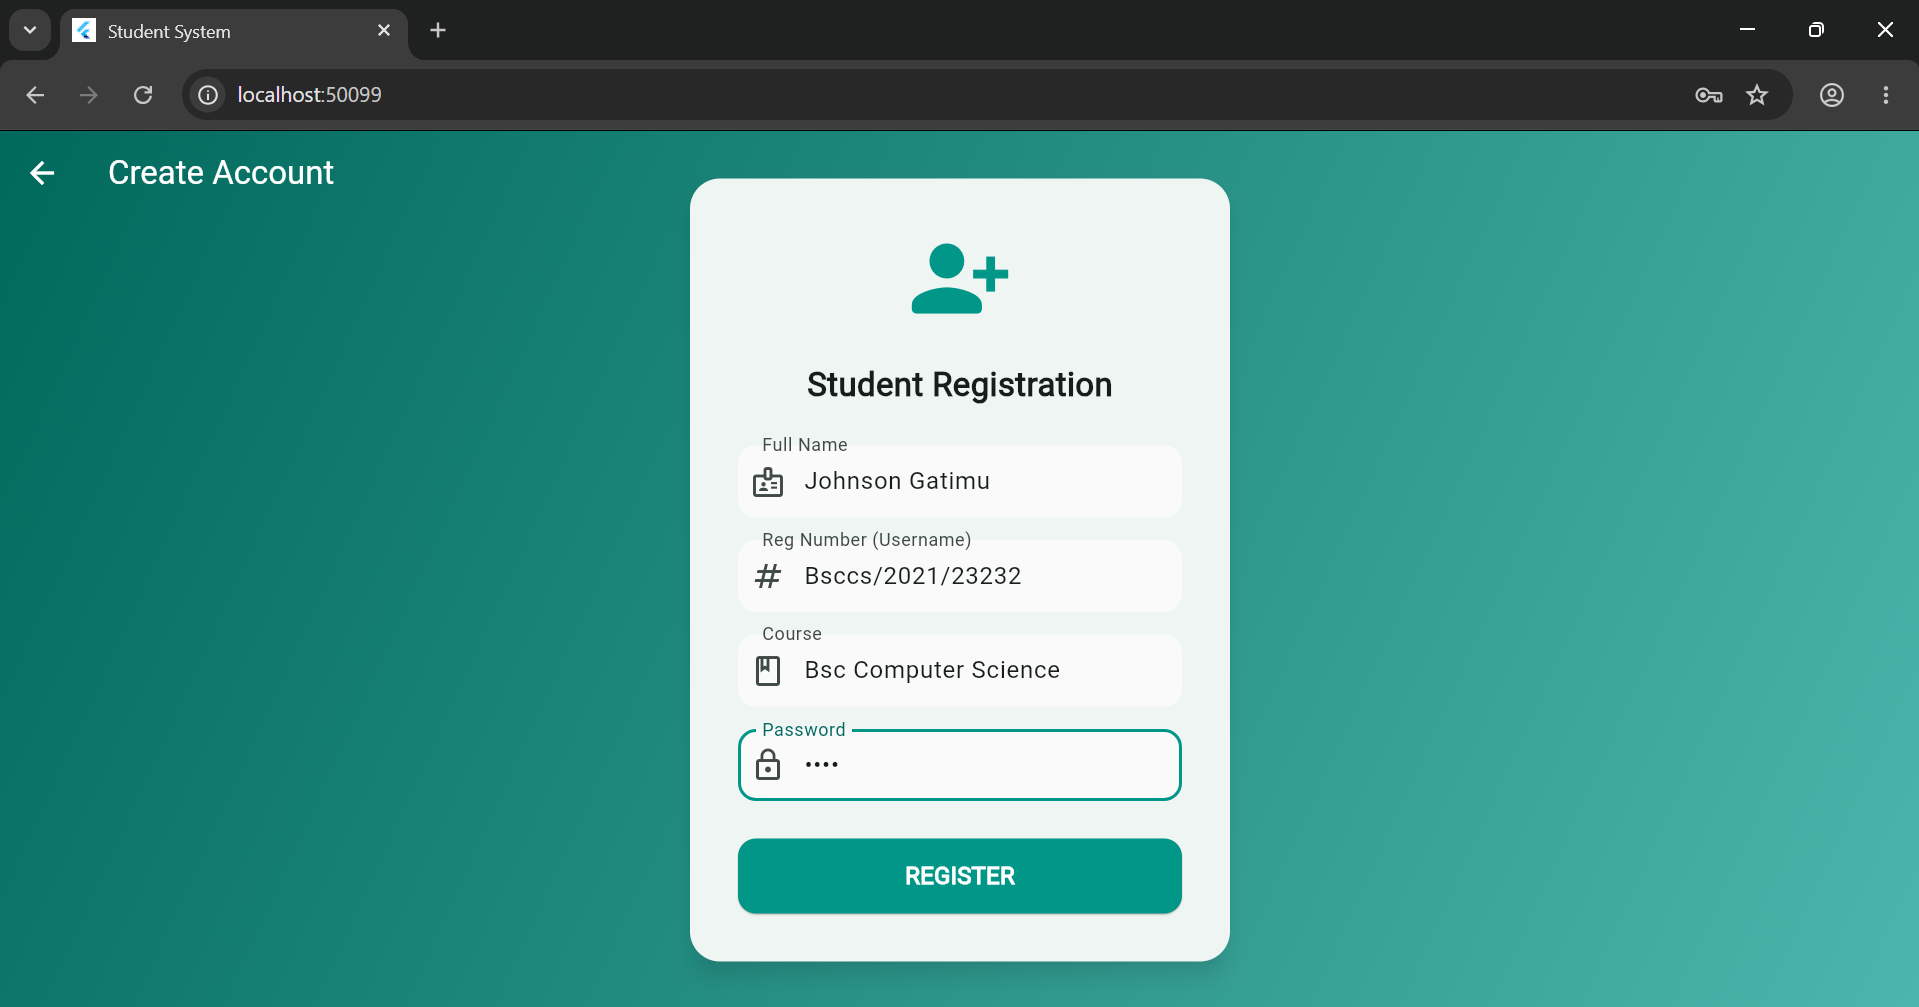 Student System
localhost:50099
Create Account
Student Registration
Full Name
Johnson Gatimu
Reg Number (Username)
Bsccs/2021/23232
Course
Bsc Computer Science
Password
••••
REGISTER